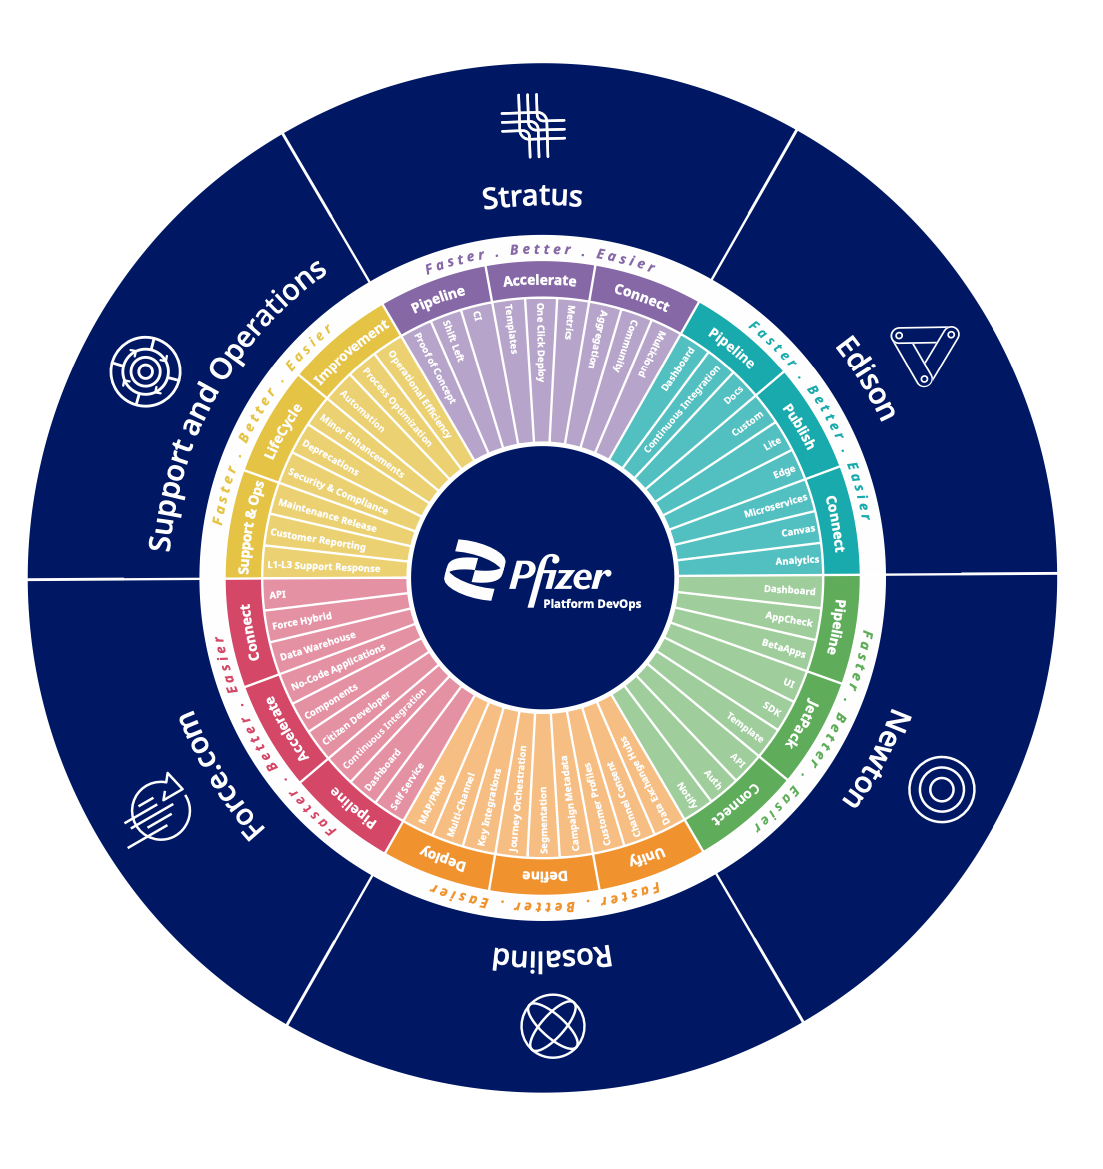 Stratus
Faster . Better . Easier
Pipeline
Proof of Concept
Shift Left
CI
Accelerate
Templates
One Click Deploy
Metrics
Connect
Aggregation
Community
Multicloud
Edison
Faster . Better . Easier
Pipeline
Dashboard
Continuous Integration
Docs
Publish
Custom
Lite
Edge
Connect
Microservices
Canvas
Analytics
Newton
Faster . Better . Easier
Pipeline
Dashboard
AppCheck
BetaApps
JetPack
UI
SDK
Template
Connect
API
Auth
Notify
Rosalind
Faster . Better . Easier
Unify
Data Exchange Hubs
Channel Consent
Customer Profiles
Define
Campaign Metadata
Segmentation
Journey Orchestration
Deploy
Key Integrations
Multi-Channel
MAP/PMAP
Force.com
Faster . Better . Easier
Pipeline
Self Service
Dashboard
Continuous Integration
Accelerate
Citizen Developer
Components
No-Code Applications
Connect
Data Warehouse
Force Hybrid
API
Support and Operations
Faster . Better . Easier
Support & Ops
L1-L3 Support Response
Customer Reporting
Maintenance Release
LifeCycle
Security & Compliance
Deprecations
Minor Enhancements
Improvement
Automation
Process Optimization
Operational Efficiency
Pfizer
Platform DevOps